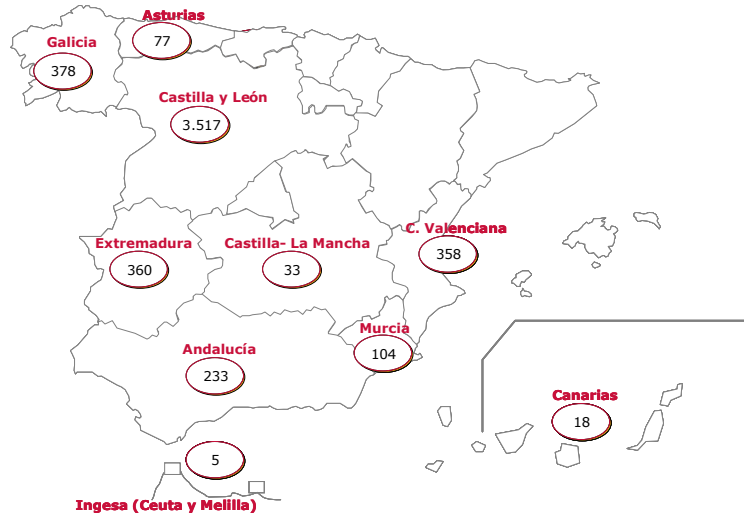 Asturias
77
Galicia
378
Castilla y León
3.517
C. Valenciana
358
Extremadura
360
Castilla- La Mancha
33
Murcia
104
Andalucía
233
Canarias
18
5
Ingesa (Ceuta y Melilla)